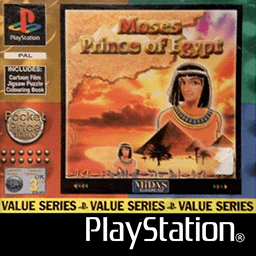 PlayStation
PAL
INCLUDES:
Cartoon Film
Jigsaw Puzzle
Colouring Book
Moses
Prince of Egypt
Pocket
Price
MIDAS
3+
VALUE SERIES VALUE SERIES VALUE SERIES
PlayStation®